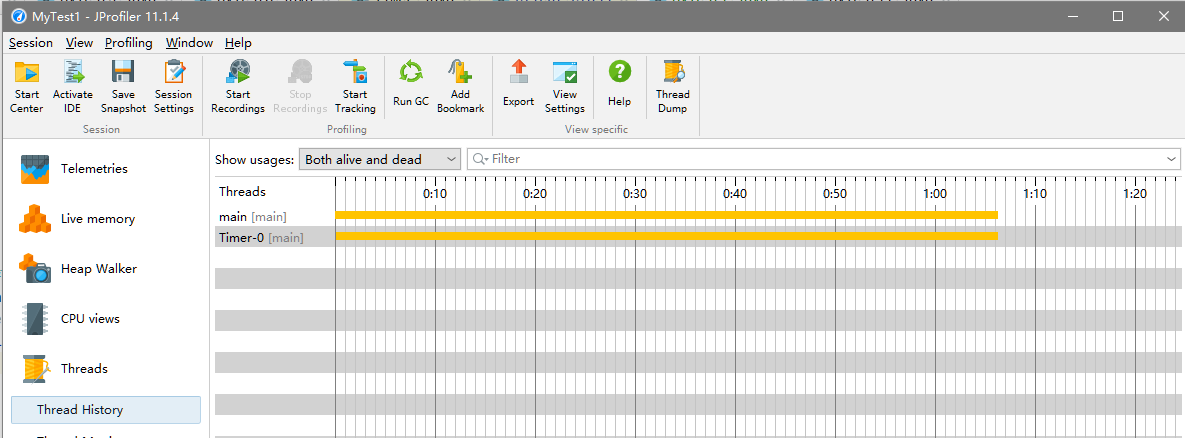 MyTest1 - JProfiler 11.1.4
Session View Profiling Window Help
Start Center
Activate IDE
Save Snapshot
Session Settings
Start Recordings
Stop Recordings
Start Tracking
Run GC
Add Bookmark
Export
View Settings
Help
Thread Dump
Session
Profiling
View specific
Telemetries
Live memory
Heap Walker
CPU views
Threads
Thread History
Show usages: Both alive and dead Filter
Threads 0:10 0:20 0:30 0:40 0:50 1:00 1:10 1:20
main [main]
Timer-0 [main]